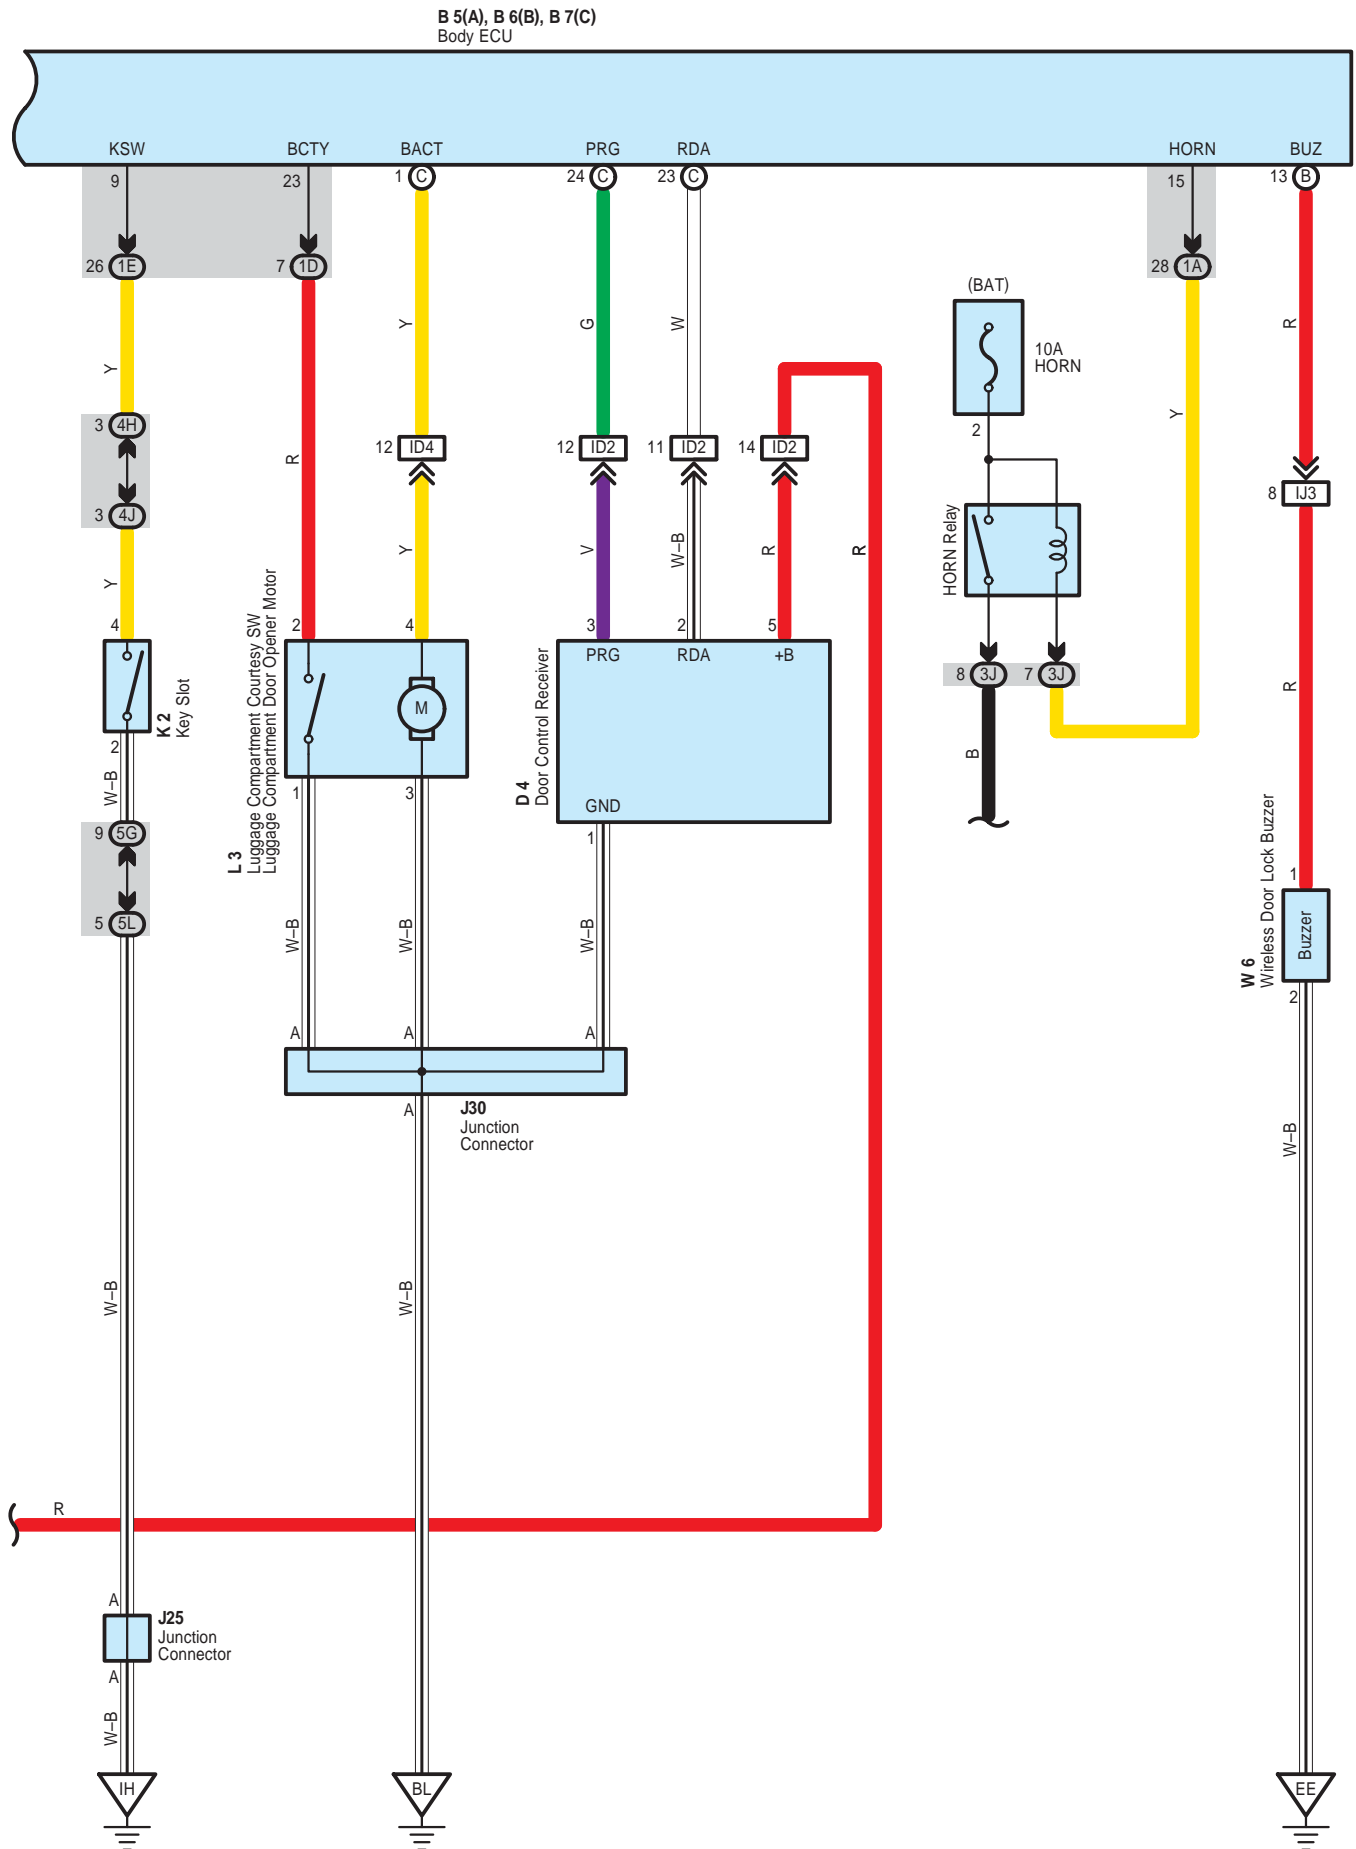 B 5(A), B 6(B), B 7(C)
Body ECU
KSW
BCTY
BACT
PRG
RDA
HORN
BUZ
9
23
1 C
24 C
23 C
15
13 B
26 1E
7 1D
28 1A
(BAT)
10A
HORN
2
Y
R
Y
G
W
Y
R
3 4H
3 4J
12 ID4
12 ID2
11 ID2
14 ID2
8 IJ3
Y
Y
V
W–B
R
R
R
HORN Relay
4
2
4
3
2
5
PRG
RDA
+B
8 3J
7 3J
B
K 2
Key Slot
M
L 3
Luggage Compartment Courtesy SW
Luggage Compartment Door Opener Motor
D 4
Door Control Receiver
GND
2
W–B
1
3
1
9 5G
5 5L
W–B
W–B
W–B
1
Buzzer
W 6
Wireless Door Lock Buzzer
2
A
A
A
A
J30
Junction
Connector
W–B
W–B
W–B
R
A
J25
Junction
Connector
A
W–B
IH
BL
EE